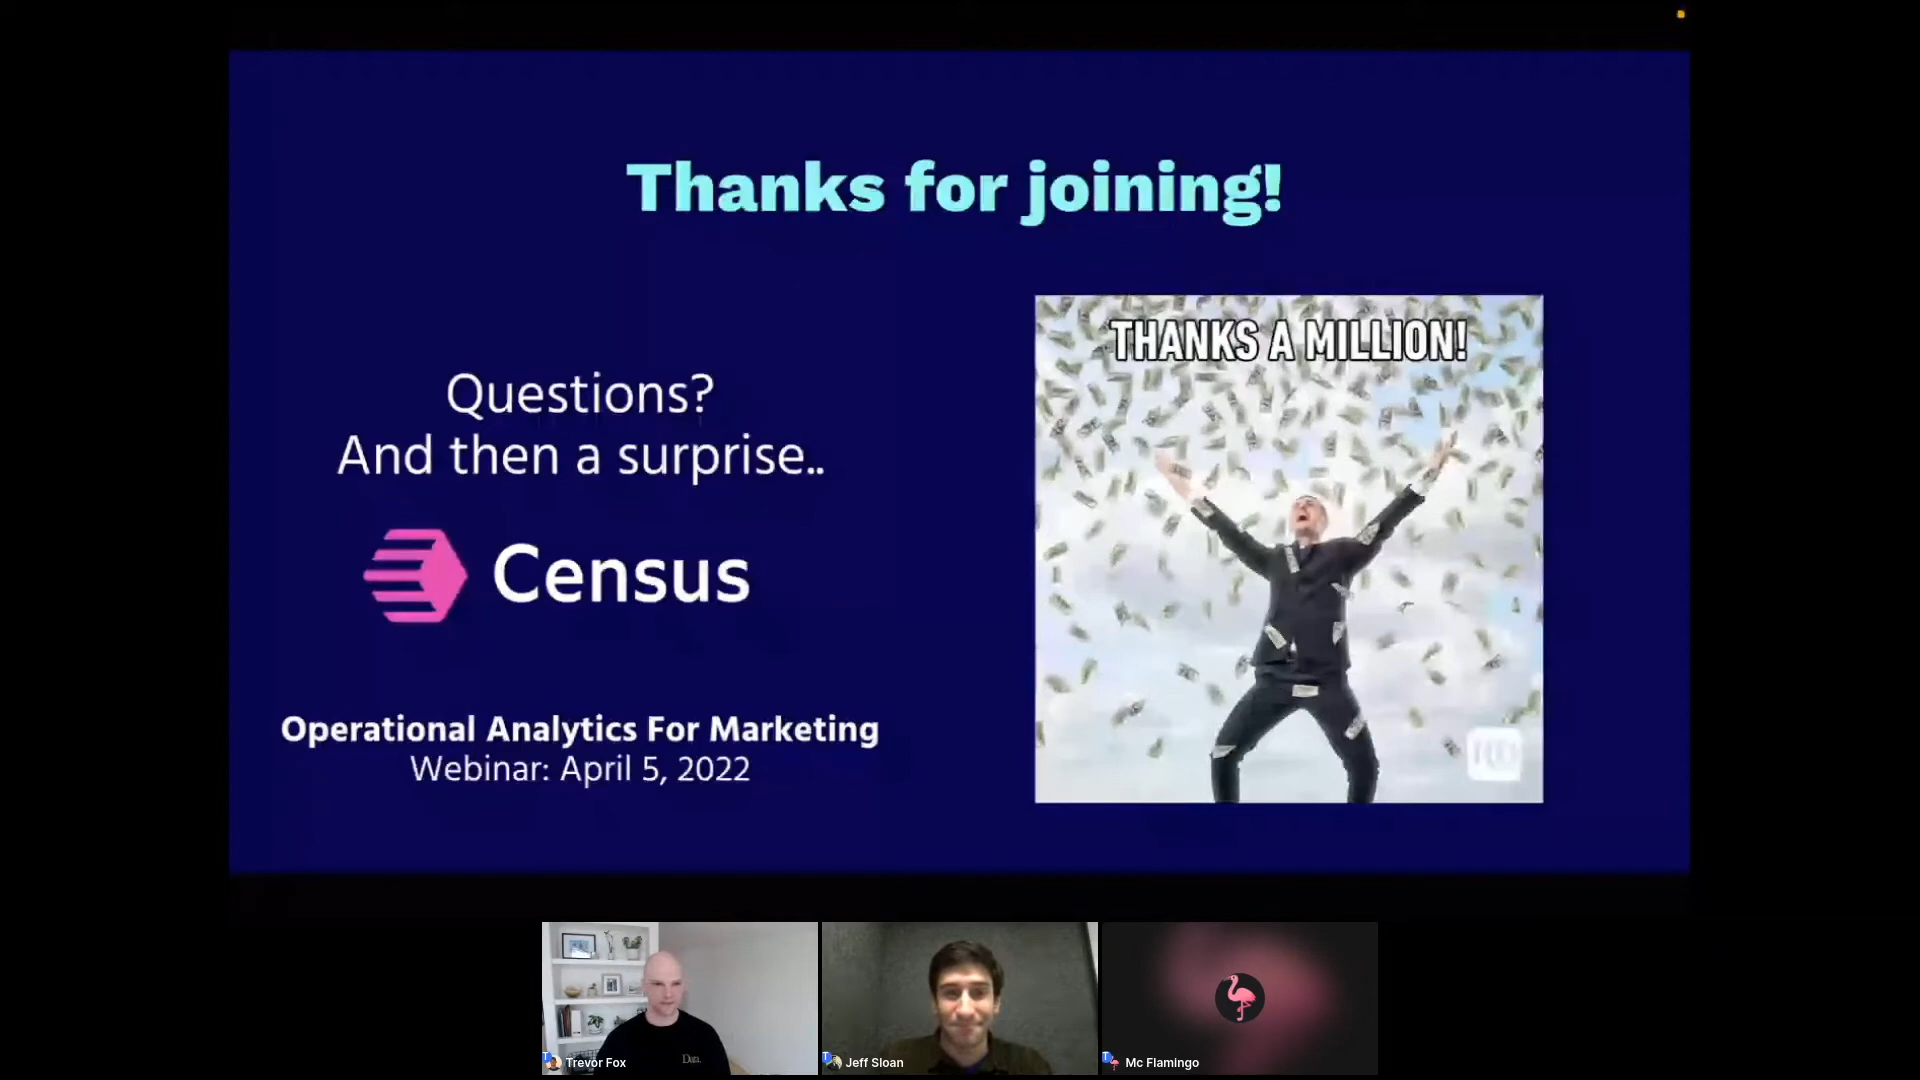 Thanks for joining!
THANKS A MILLION!
Questions?
And then a surprise..
Census
Operational Analytics For Marketing
Webinar: April 5, 2022
Data.
Trevor Fox
Jeff Sloan
Mc Flamingo